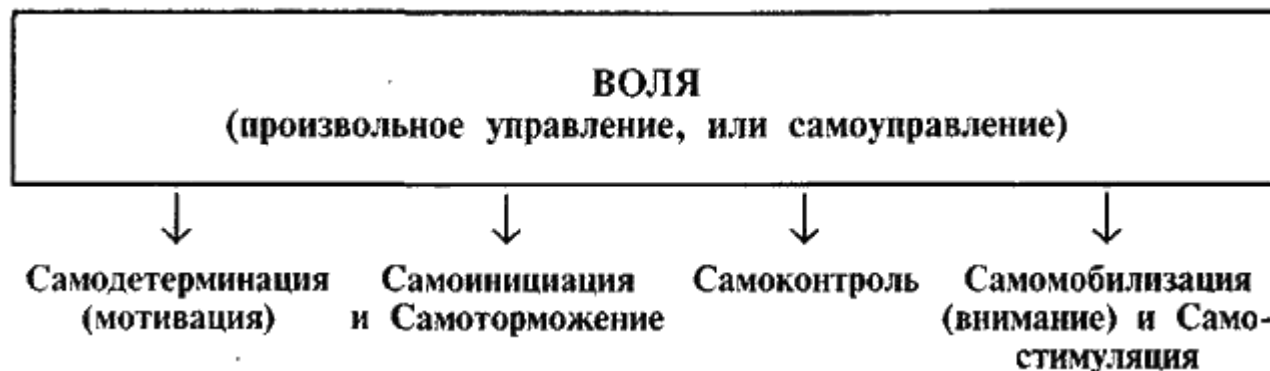 ВОЛЯ
(произвольное управление, или самоуправление)
Самодетерминация
(мотивация)
Самоинициация
и Самоторможение
Самоконтроль
Самомобилизация
(внимание) и Само-
стимуляция